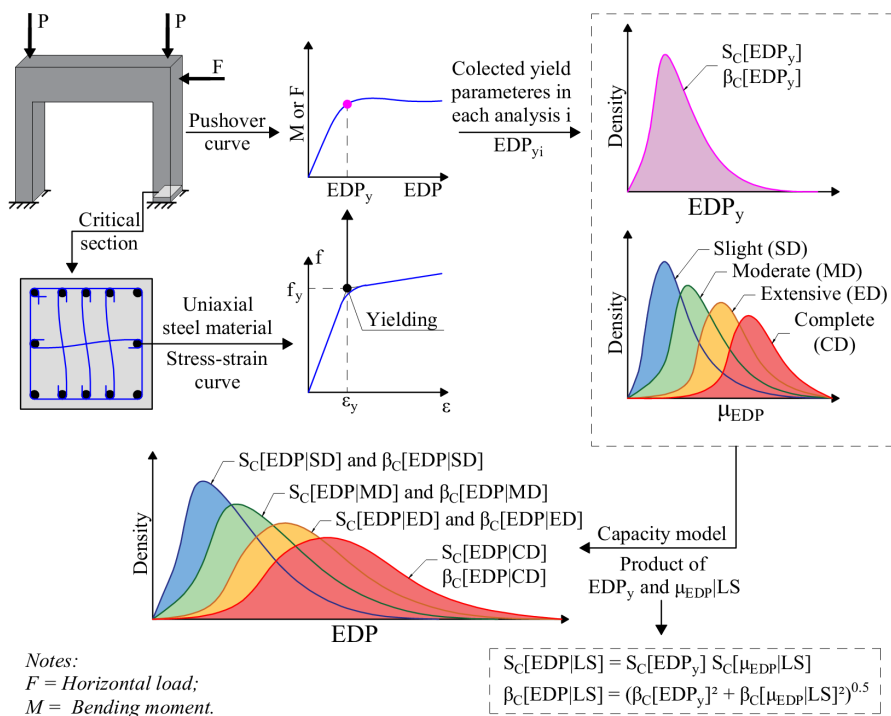 P
P
F
Pushover
curve
M or F
EDPy
EDP
Colected yield
parameteres in
each analysis i
EDPyi
Density
SC[EDPy]
βC[EDPy]
EDPy
Critical
section
Uniaxial
steel material
Stress-strain
curve
f
fy
Yielding
εy
ε
Density
Slight (SD)
Moderate (MD)
Extensive (ED)
Complete
(CD)
μEDP
Density
SC[EDP|SD] and βC[EDP|SD]
SC[EDP|MD] and βC[EDP|MD]
SC[EDP|ED] and βC[EDP|ED]
SC[EDP|CD]
βC[EDP|CD]
EDP
Capacity model
Product of
EDPy and μEDP|LS
SC[EDP|LS] = SC[EDPy] SC[μEDP|LS]
βC[EDP|LS] = (βC[EDPy]² + βC[μEDP|LS]²)^0.5
Notes:
F = Horizontal load;
M = Bending moment.